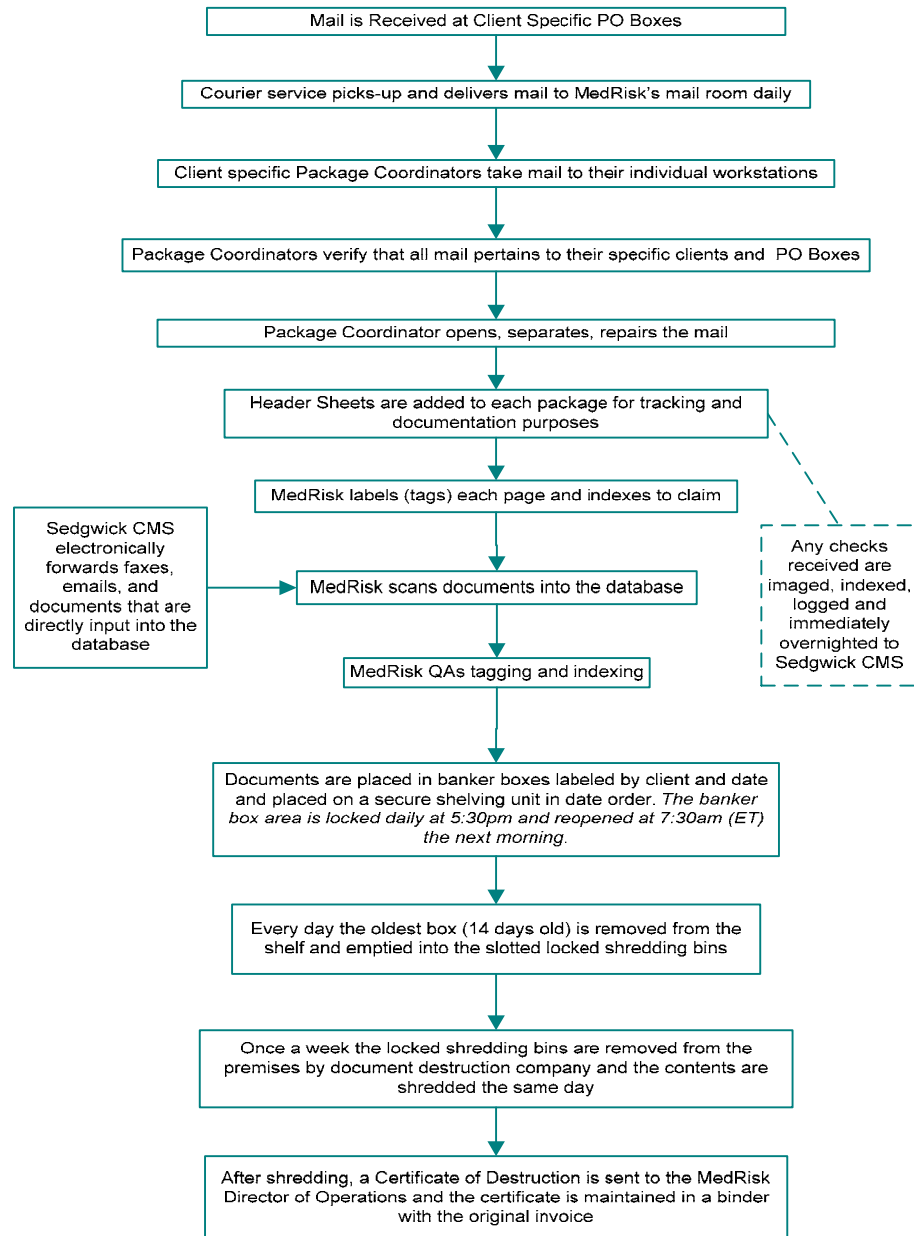 Mail is Received at Client Specific PO Boxes
Courier service picks-up and delivers mail to MedRisk's mail room daily
Client specific Package Coordinators take mail to their individual workstations
Package Coordinators verify that all mail pertains to their specific clients and PO Boxes
Package Coordinator opens, separates, repairs the mail
Header Sheets are added to each package for tracking and
documentation purposes
MedRisk labels (tags) each page and indexes to claim
Sedgwick CMS
electronically
forwards faxes,
emails, and
documents that are
directly input into the
database
MedRisk scans documents into the database
Any checks
received are
imaged, indexed,
logged and
immediately
overnighted to
Sedgwick CMS
MedRisk QAs tagging and indexing
Documents are placed in banker boxes labeled by client and date
and placed on a secure shelving unit in date order. The banker
box area is locked daily at 5:30pm and reopened at 7:30am (ET)
the next morning.
Every day the oldest box (14 days old) is removed from the
shelf and emptied into the slotted locked shredding bins
Once a week the locked shredding bins are removed from the
premises by document destruction company and the contents are
shredded the same day
After shredding, a Certificate of Destruction is sent to the MedRisk
Director of Operations and the certificate is maintained in a binder
with the original invoice